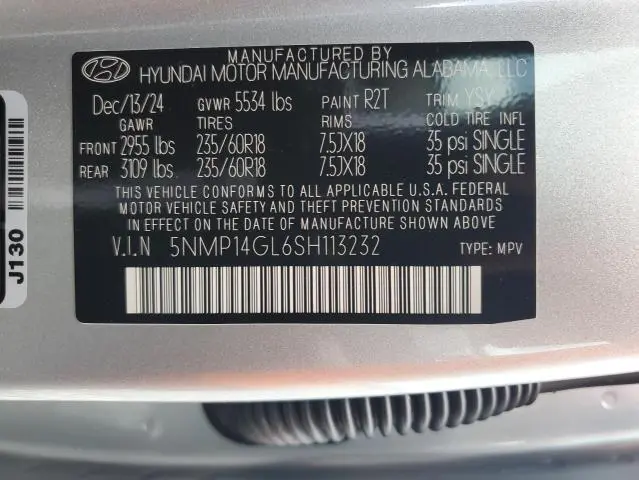 MANUFACTURED BY
HYUNDAI MOTOR MANUFACTURING ALABAMA, LLC
Dec/13/24 GVWR 5534 lbs PAINT R2T TRIM YSY
GAWR TIRES RIMS COLD TIRE INFL
FRONT 2955 lbs 235/60R18 7.5JX18 35 psi SINGLE
REAR 3109 lbs 235/60R18 7.5JX18 35 psi SINGLE
THIS VEHICLE CONFORMS TO ALL APPLICABLE U.S.A. FEDERAL
MOTOR VEHICLE SAFETY AND THEFT PREVENTION STANDARDS
IN EFFECT ON THE DATE OF MANUFACTURE SHOWN ABOVE
V.I.N 5NMP14GL6SH113232 TYPE: MPV
J130